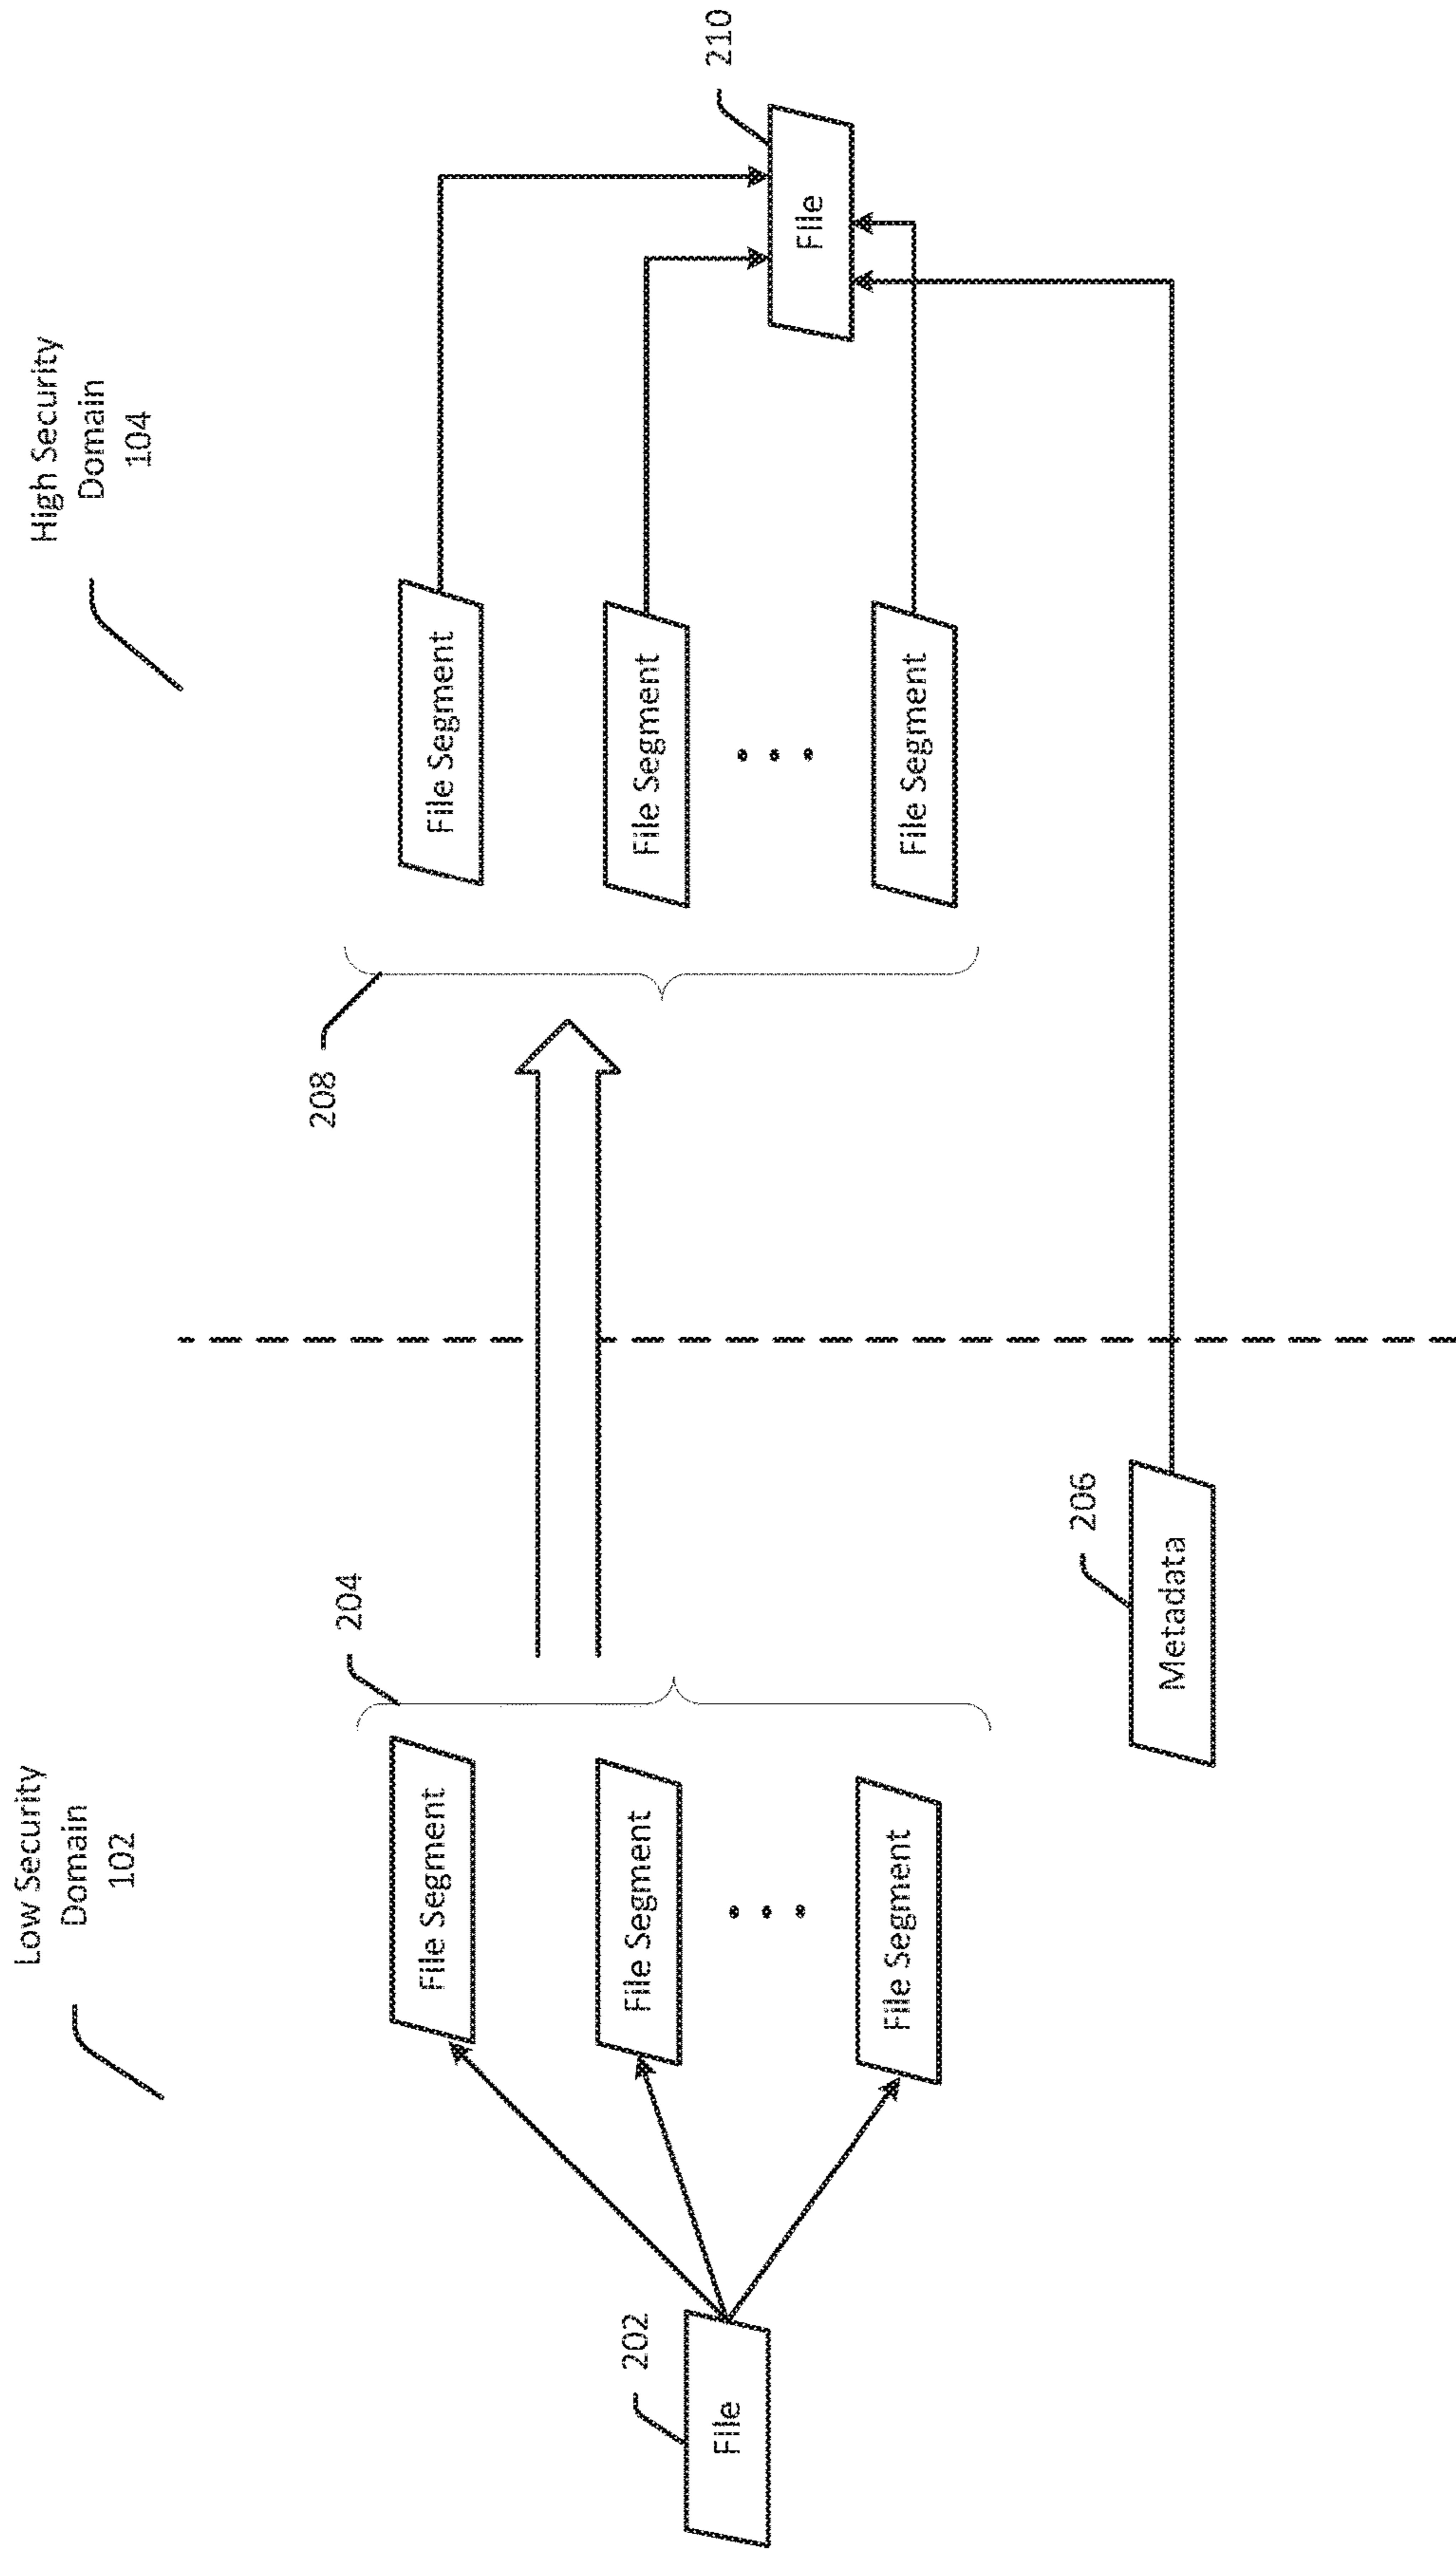 Low Security
Domain
102
High Security
Domain
104
204
File Segment
File Segment
File Segment
202
File
206
Metadata
208
File Segment
File Segment
File Segment
210
File